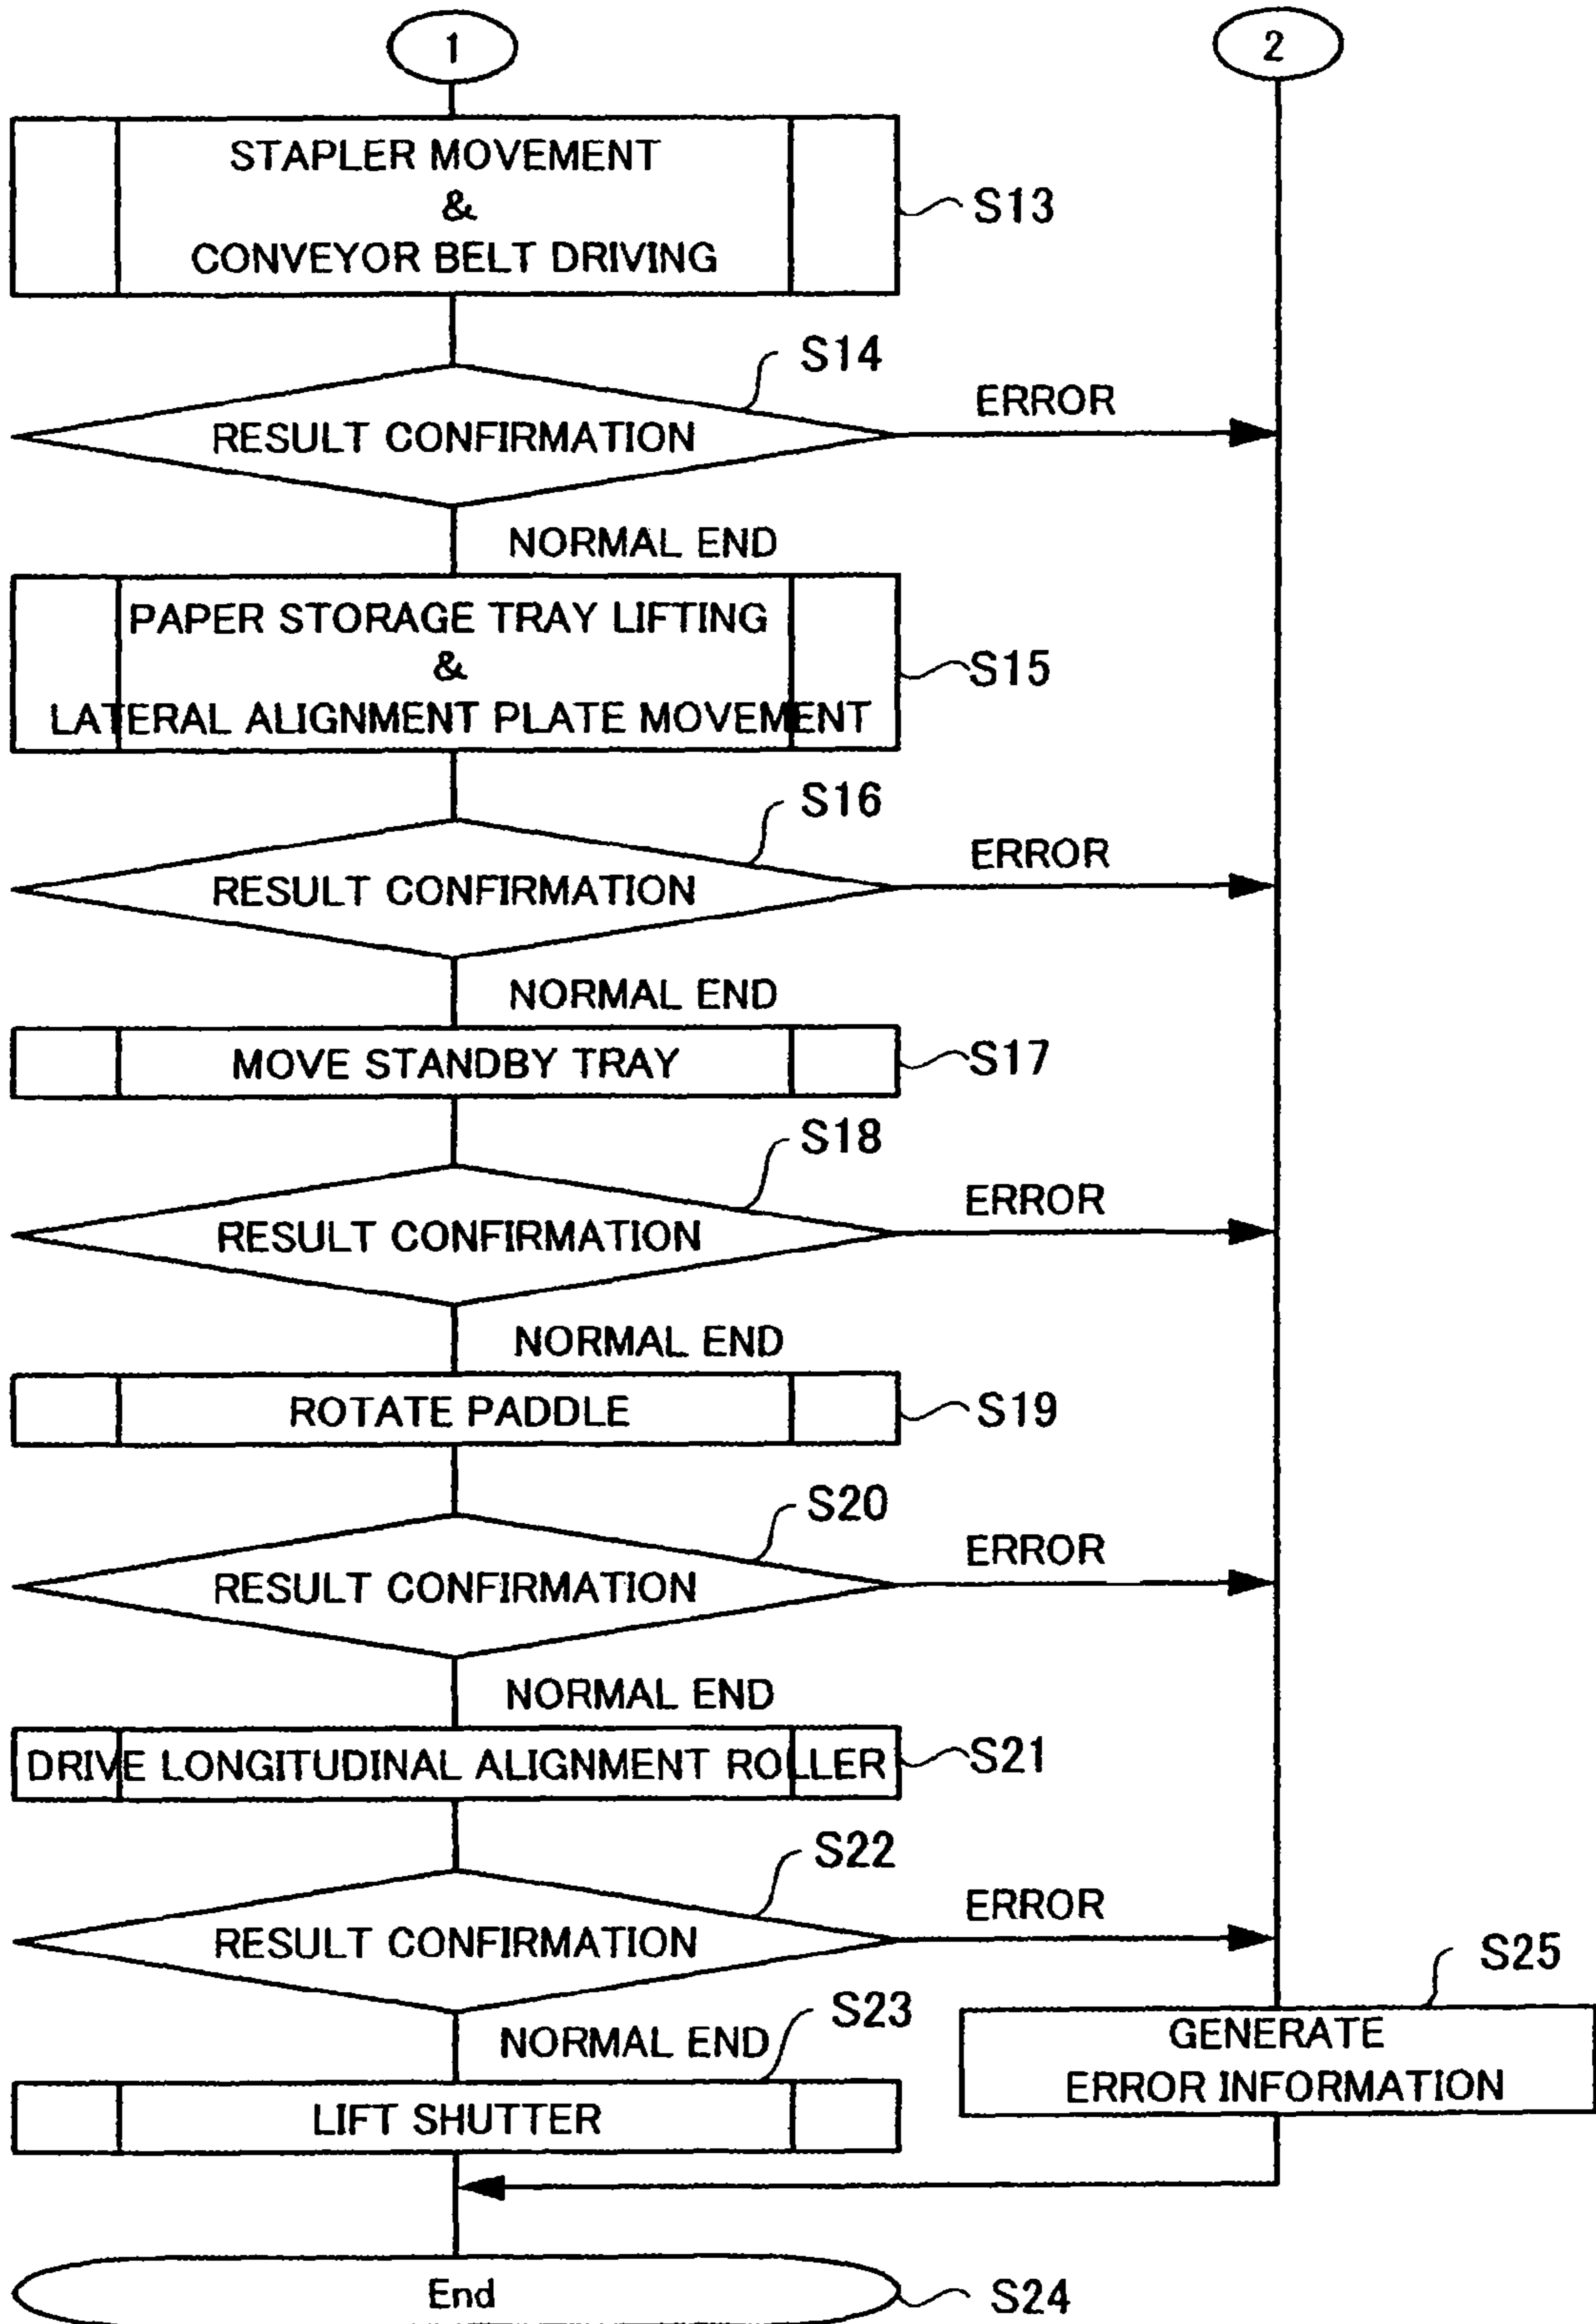 1
2
STAPLER MOVEMENT
&
CONVEYOR BELT DRIVING
S13
S14
RESULT CONFIRMATION
ERROR
NORMAL END
PAPER STORAGE TRAY LIFTING
&
LATERAL ALIGNMENT PLATE MOVEMENT
S15
S16
RESULT CONFIRMATION
ERROR
NORMAL END
MOVE STANDBY TRAY
S17
S18
RESULT CONFIRMATION
ERROR
NORMAL END
ROTATE PADDLE
S19
S20
RESULT CONFIRMATION
ERROR
NORMAL END
DRIVE LONGITUDINAL ALIGNMENT ROLLER
S21
S22
RESULT CONFIRMATION
ERROR
NORMAL END
S23
LIFT SHUTTER
S25
GENERATE
ERROR INFORMATION
End
S24